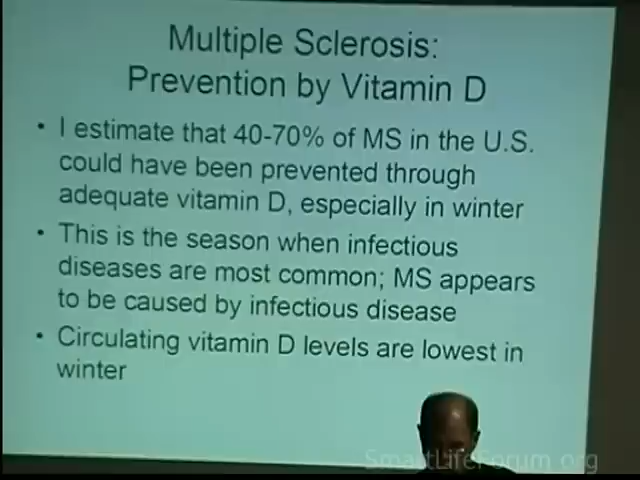 Multiple Sclerosis:
Prevention by Vitamin D
• I estimate that 40-70% of MS in the U.S.
could have been prevented through
adequate vitamin D, especially in winter
• This is the season when infectious
diseases are most common; MS appears
to be caused by infectious disease
• Circulating vitamin D levels are lowest in
winter
SmartLifeForum.org